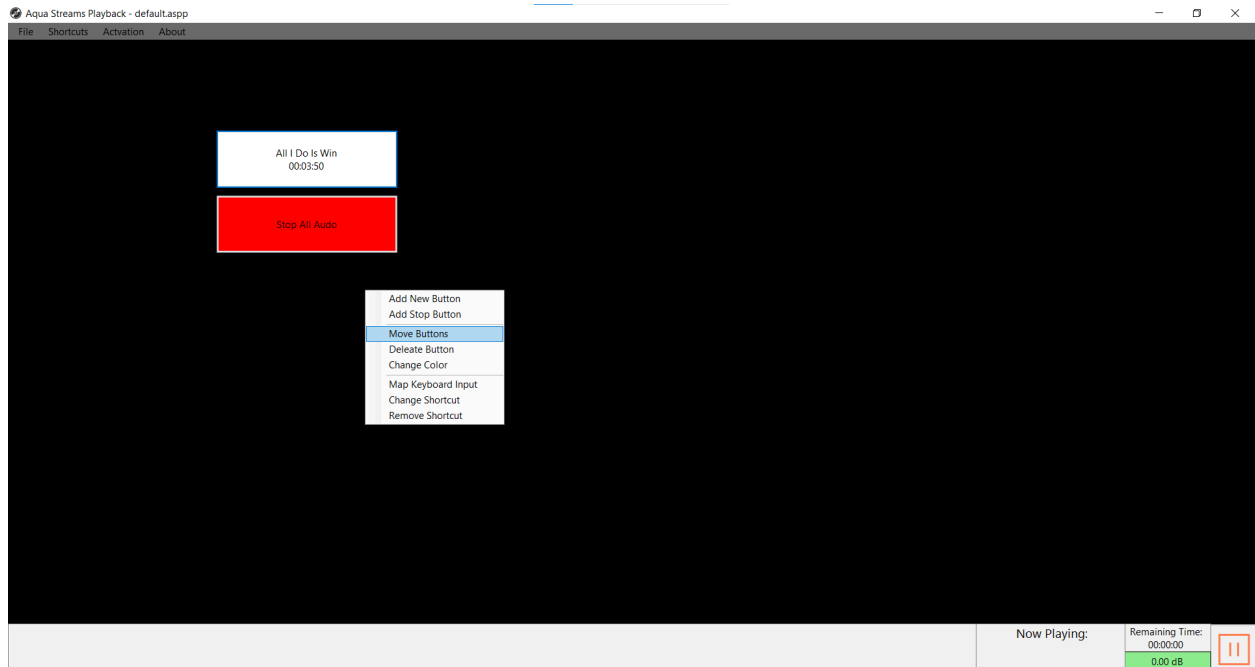 Aqua Streams Playback - default.aspp
File Shortcuts Actvation About
All I Do Is Win
00:03:50
Stop All Audo
Add New Button
Add Stop Button
Move Buttons
Deleate Button
Change Color
Map Keyboard Input
Change Shortcut
Remove Shortcut
Now Playing:
Remaining Time:
00:00:00
0.00 dB